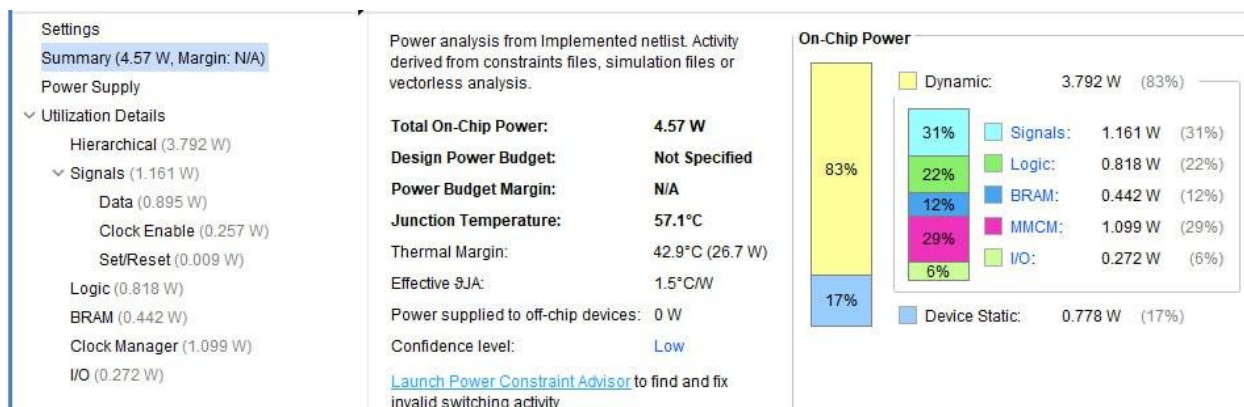 Settings
Summary (4.57 W, Margin: N/A)
Power Supply
Utilization Details
Hierarchical (3.792 W)
Signals (1.161 W)
Data (0.895 W)
Clock Enable (0.257 W)
Set/Reset (0.009 W)
Logic (0.818 W)
BRAM (0.442 W)
Clock Manager (1.099 W)
I/O (0.272 W)
Power analysis from Implemented netlist. Activity
derived from constraints files, simulation files or
vectorless analysis.
Total On-Chip Power: 4.57 W
Design Power Budget: Not Specified
Power Budget Margin: N/A
Junction Temperature: 57.1°C
Thermal Margin: 42.9°C (26.7 W)
Effective ϑJA: 1.5°C/W
Power supplied to off-chip devices: 0 W
Confidence level: Low
Launch Power Constraint Advisor to find and fix
invalid switching activity
On-Chip Power
83%
17%
Dynamic: 3.792 W (83%)
31% Signals: 1.161 W (31%)
22% Logic: 0.818 W (22%)
12% BRAM: 0.442 W (12%)
29% MMCM: 1.099 W (29%)
6% I/O: 0.272 W (6%)
Device Static: 0.778 W (17%)